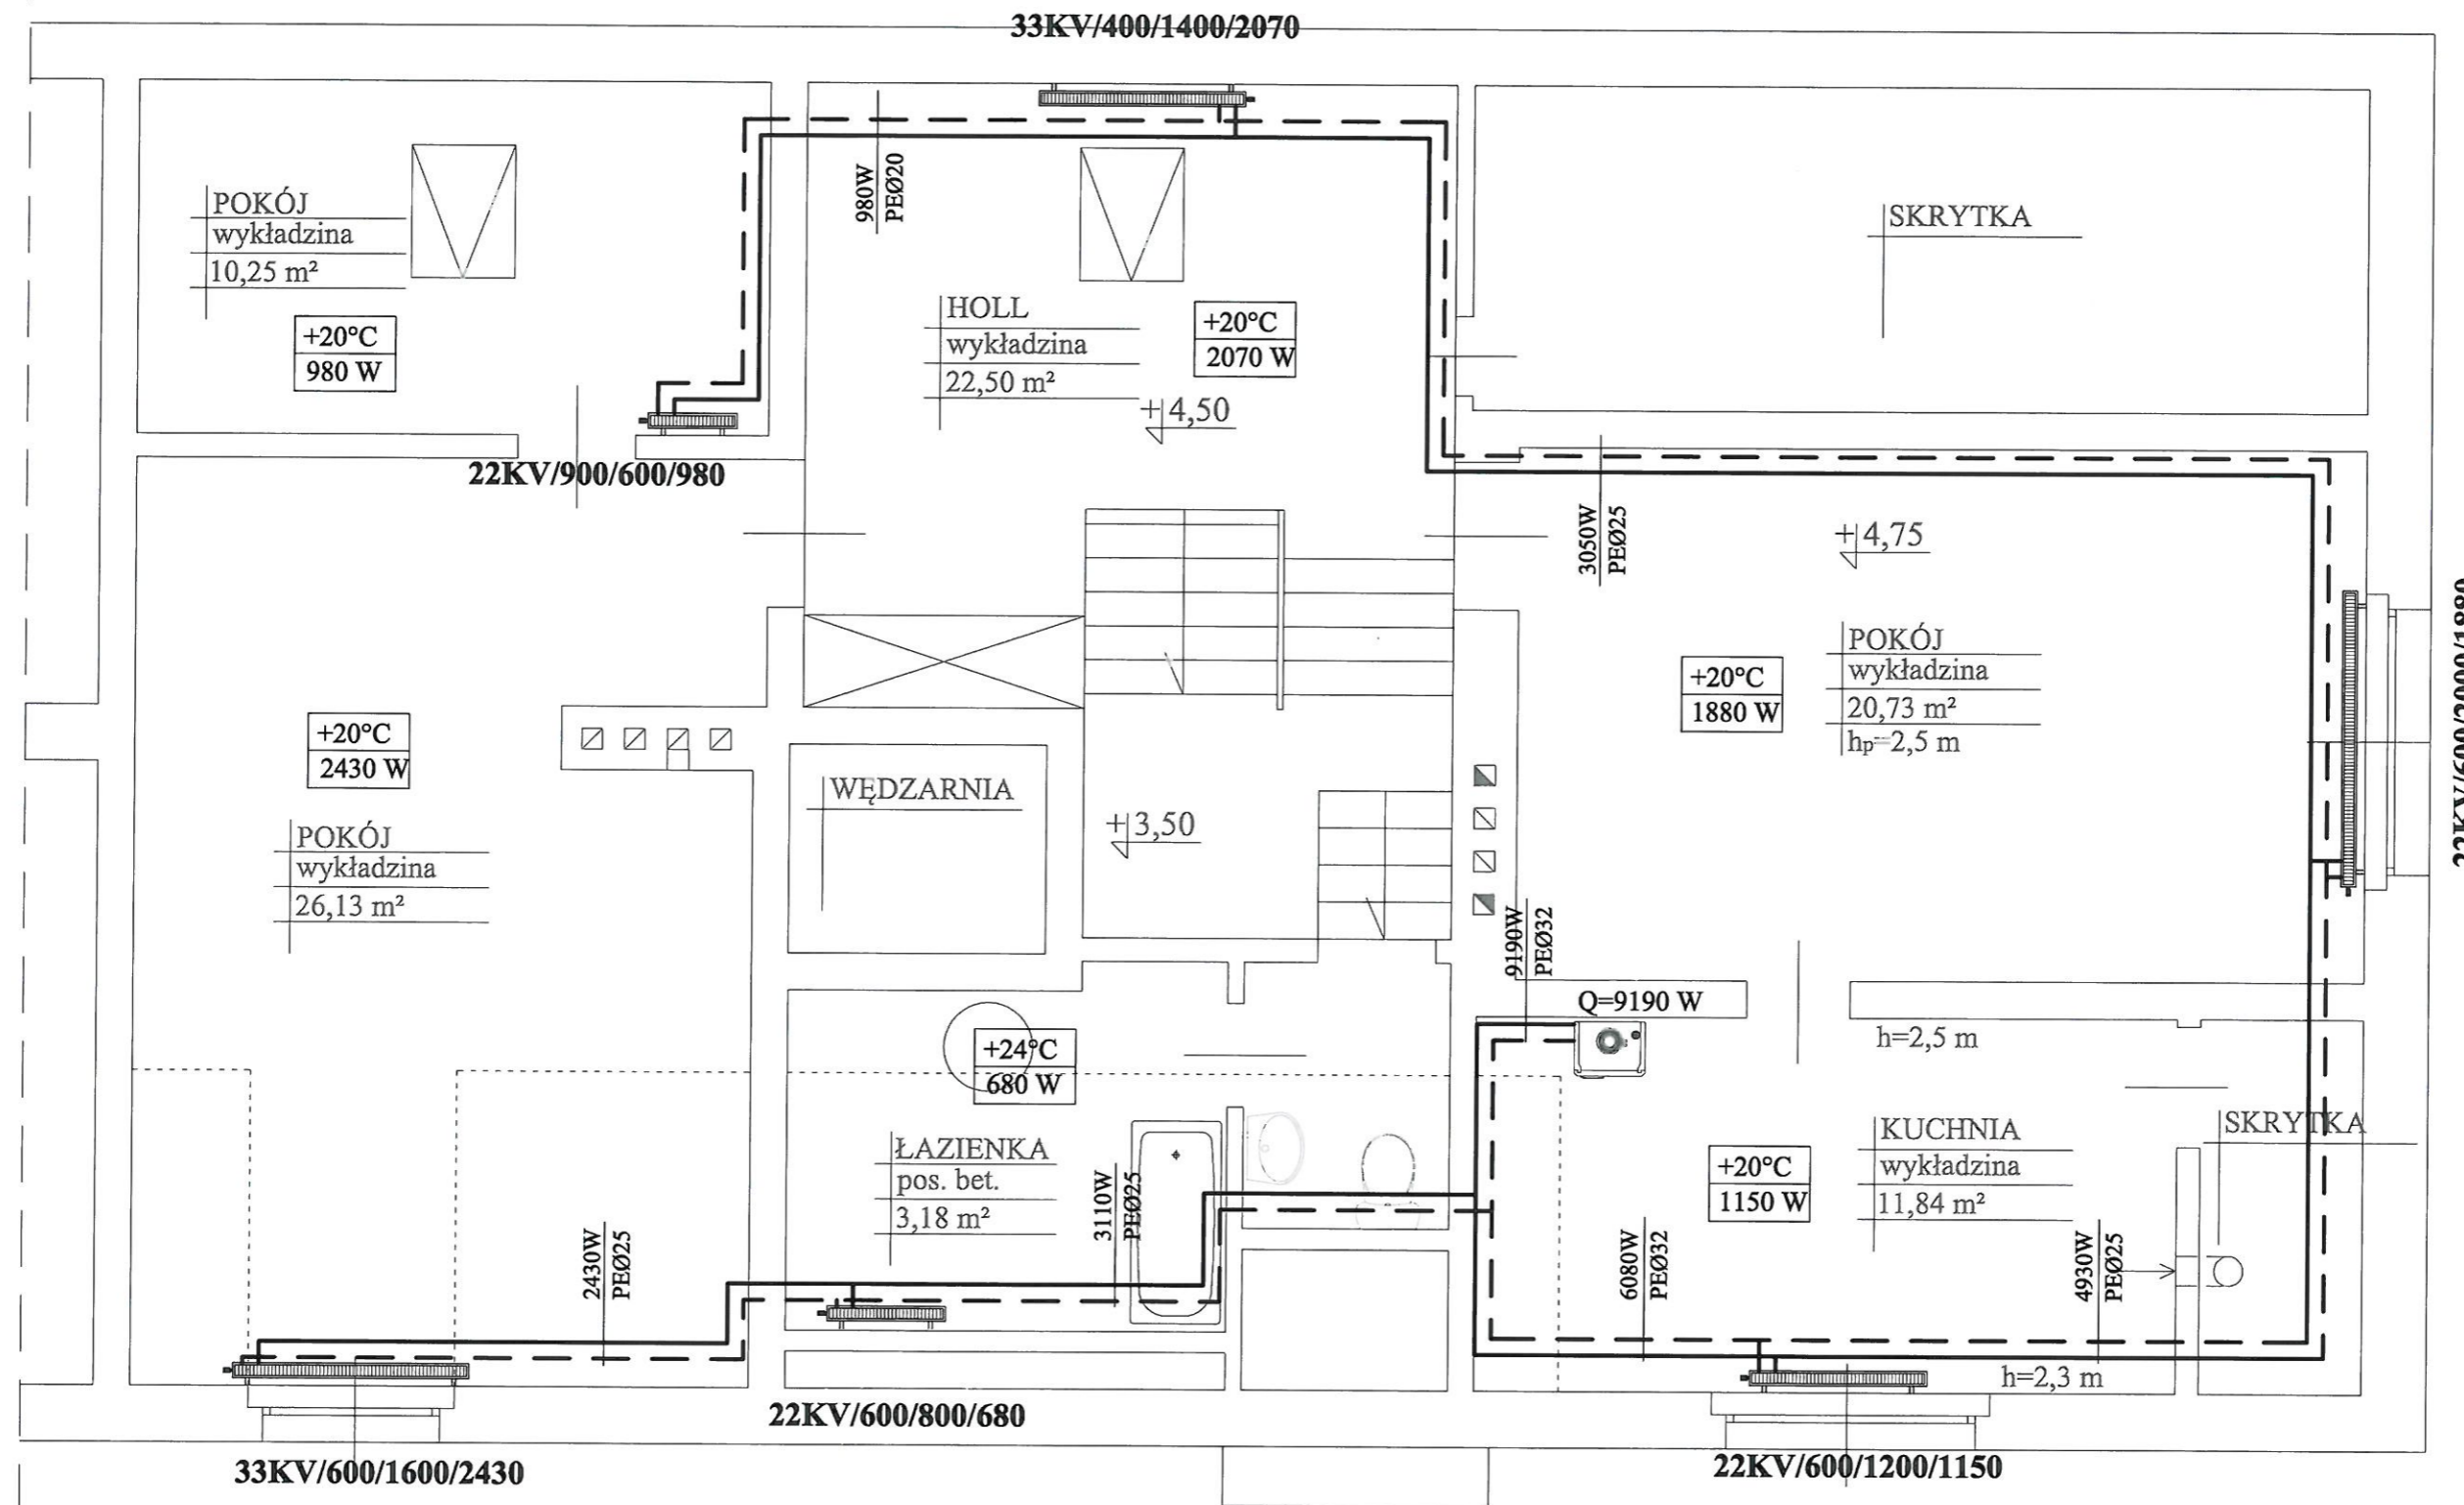 33KV/400/1400/2070
POKÓJ
wykładzina
10,25 m²
+20°C
980 W
22KV/900/600/980
980W
PEØ20
HOLL
wykładzina
22,50 m²
+20°C
2070 W
+4,50
SKRYTKA
3050W
PEØ25
+4,75
POKÓJ
wykładzina
20,73 m²
hp=2,5 m
+20°C
1880 W
22KV/600/2000/1880
+20°C
2430 W
POKÓJ
wykładzina
26,13 m²
WĘDZARNIA
+3,50
9190W
PEØ32
Q=9190 W
h=2,5 m
+24°C
680 W
ŁAZIENKA
pos. bet.
3,18 m²
3110W
PEØ25
2430W
PEØ25
+20°C
1150 W
KUCHNIA
wykładzina
11,84 m²
SKRYTKA
6080W
PEØ32
4930W
PEØ25
h=2,3 m
22KV/600/800/680
33KV/600/1600/2430
22KV/600/1200/1150